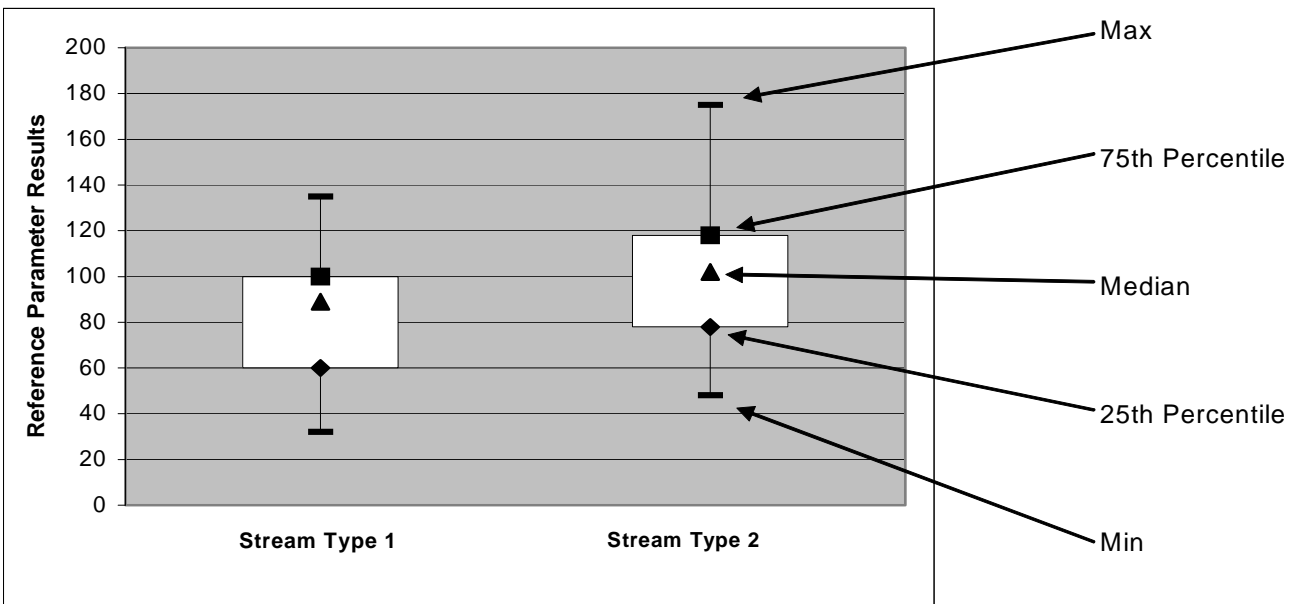 Reference Parameter Results
200
180
160
140
120
100
80
60
40
20
0
Stream Type 1
Stream Type 2
Max
75th Percentile
Median
25th Percentile
Min